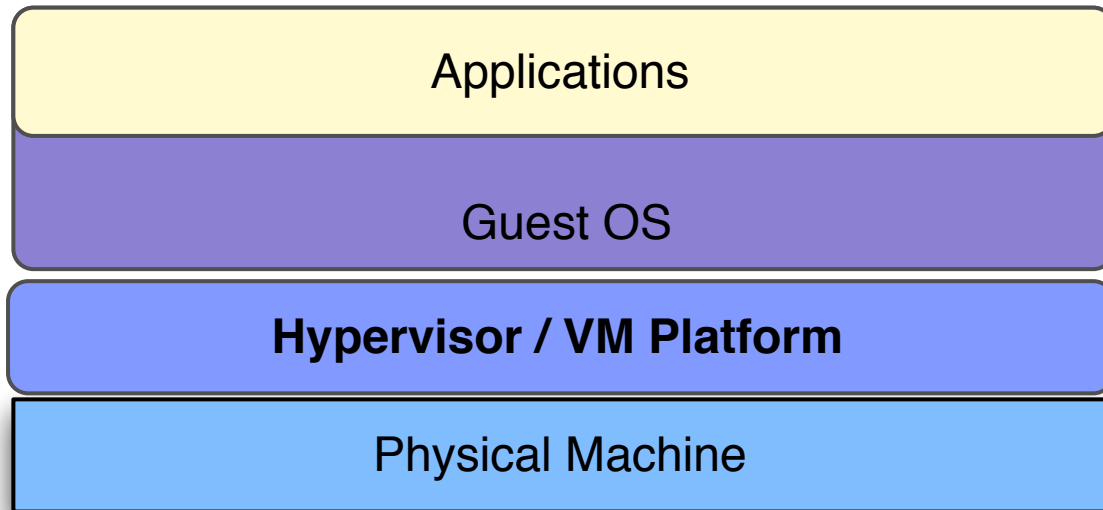 Applications
Guest OS
Hypervisor / VM Platform
Physical Machine